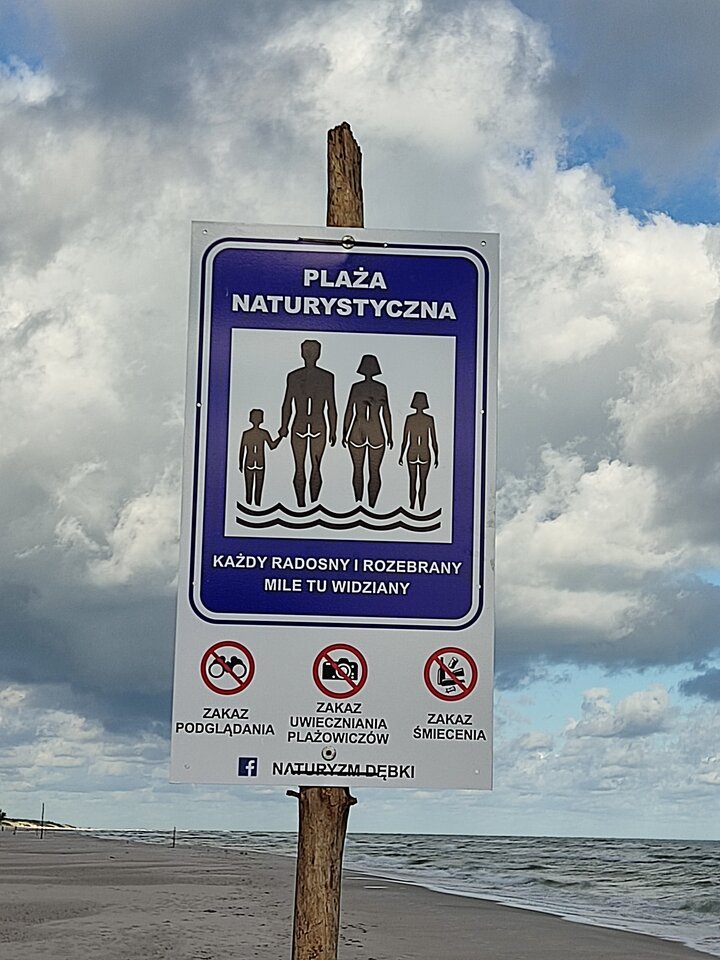 PLAŻA
NATURYSTYCZNA
KAŻDY RADOSNY I ROZEBRANY
MILE TU WIDZIANY
ZAKAZ
PODGLĄDANIA
ZAKAZ
UWIECZNIANIA
PLAŻOWICZÓW
ZAKAZ
ŚMIECENIA
f NATURYZM DĘBKI